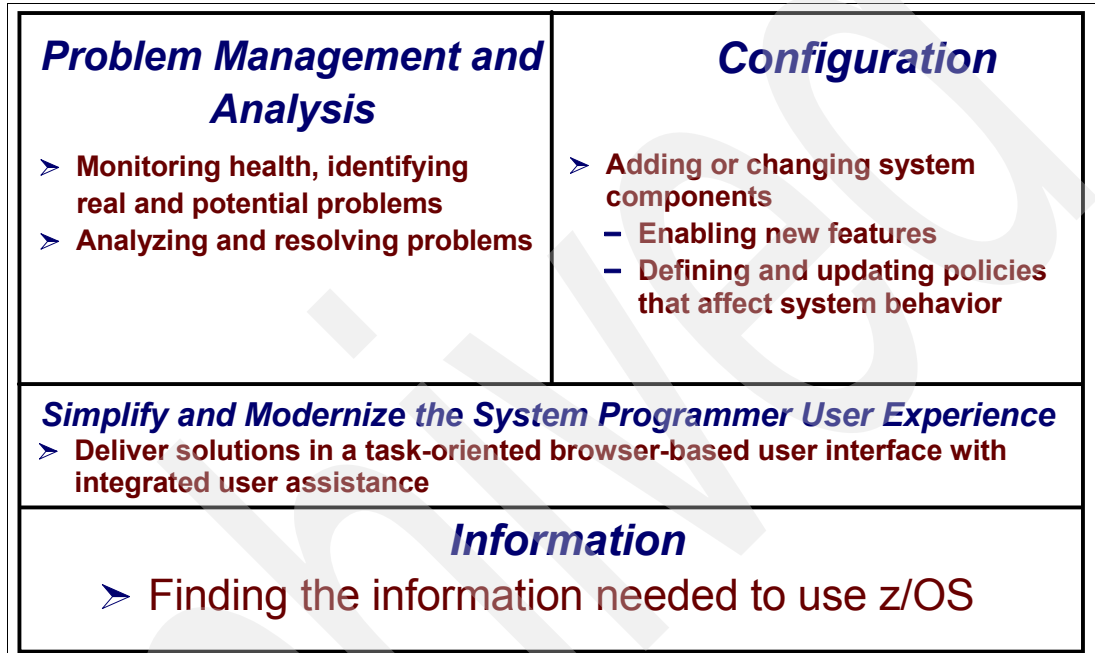 Problem Management and
Analysis
➢ Monitoring health, identifying
real and potential problems
➢ Analyzing and resolving problems
Configuration
➢ Adding or changing system
components
– Enabling new features
– Defining and updating policies
that affect system behavior
Simplify and Modernize the System Programmer User Experience
➢ Deliver solutions in a task-oriented browser-based user interface with
integrated user assistance
Information
➢ Finding the information needed to use z/OS